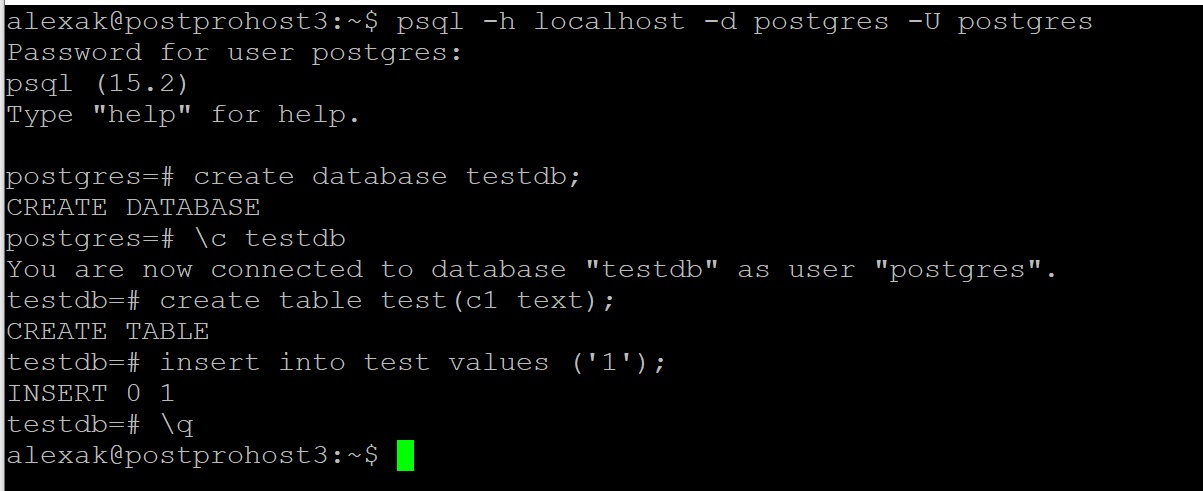 alexak@postprohost3:~$ psql -h localhost -d postgres -U postgres
Password for user postgres:
psql (15.2)
Type "help" for help.
postgres=# create database testdb;
CREATE DATABASE
postgres=# \c testdb
You are now connected to database "testdb" as user "postgres".
testdb=# create table test(c1 text);
CREATE TABLE
testdb=# insert into test values ('1');
INSERT 0 1
testdb=# \q
alexak@postprohost3:~$